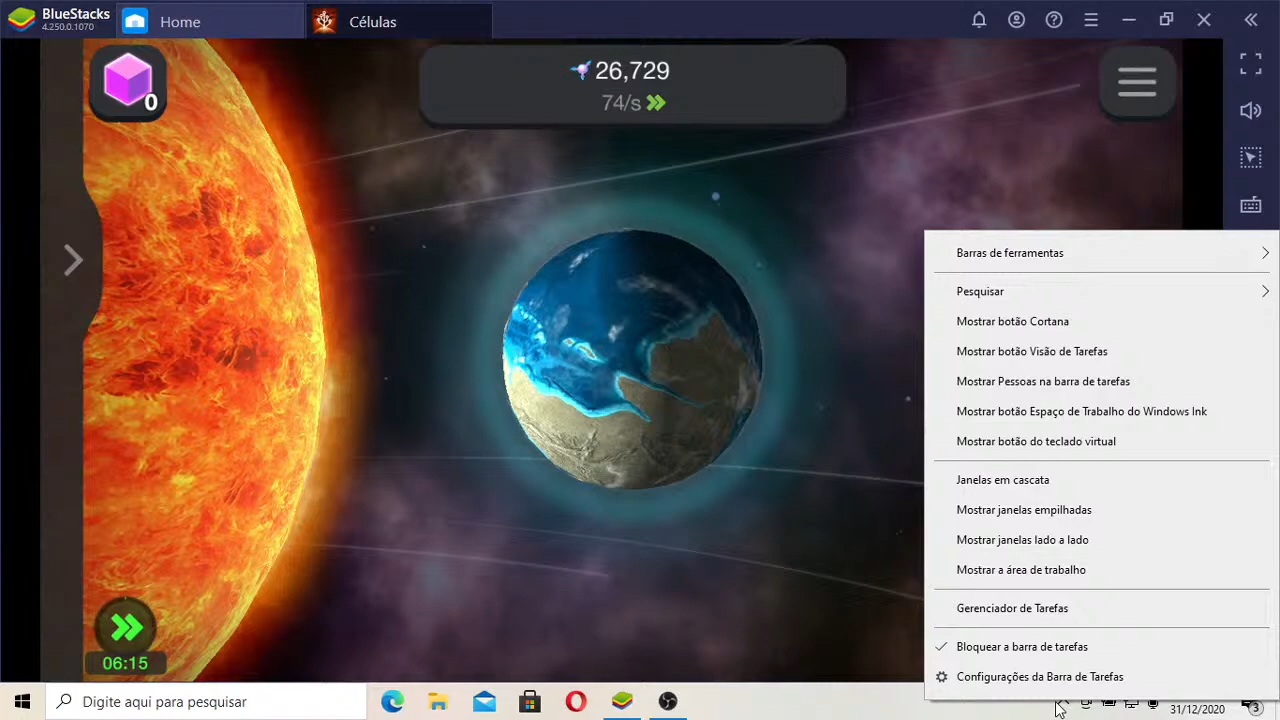 BlueStacks
4.250.0.1070
Home
Células
0
26,729
74/s
Barras de ferramentas
Pesquisar
Mostrar botão Cortana
Mostrar botão Visão de Tarefas
Mostrar Pessoas na barra de tarefas
Mostrar botão Espaço de Trabalho do Windows Ink
Mostrar botão do teclado virtual
Janelas em cascata
Mostrar janelas empilhadas
Mostrar janelas lado a lado
Mostrar a área de trabalho
Gerenciador de Tarefas
Bloquear a barra de tarefas
Configurações da Barra de Tarefas
06:15
Digite aqui para pesquisar
31/12/2020
3